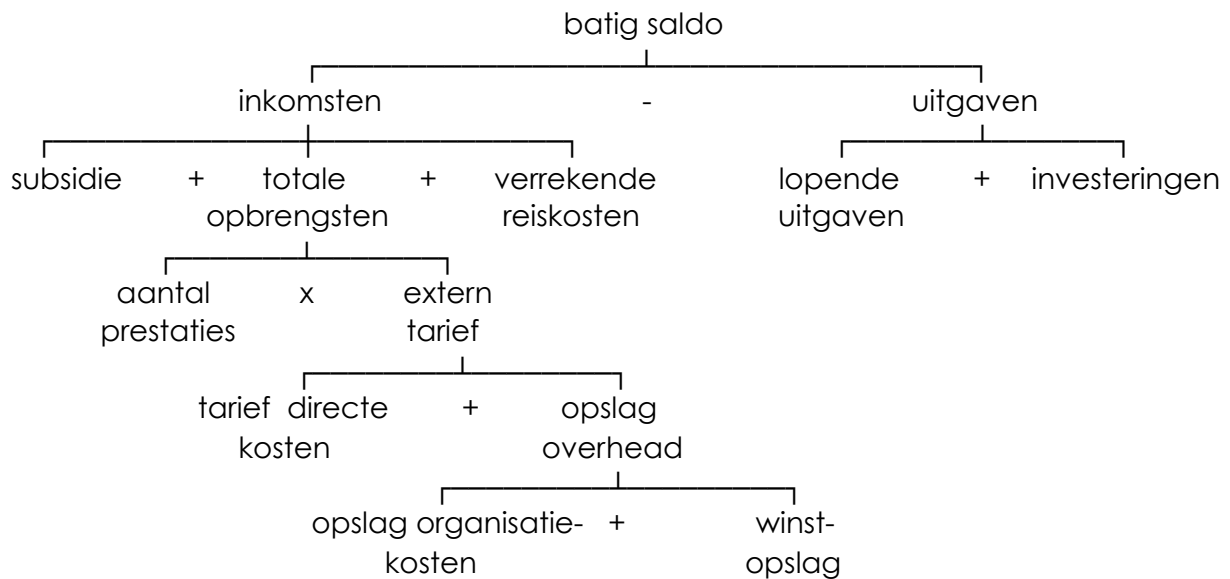 batig saldo
inkomsten - uitgaven
subsidie + totale + verrekende lopende + investeringen
opbrengsten reiskosten uitgaven
aantal x extern
prestaties tarief
tarief directe + opslag
kosten overhead
opslag organisatie- + winst-
kosten opslag